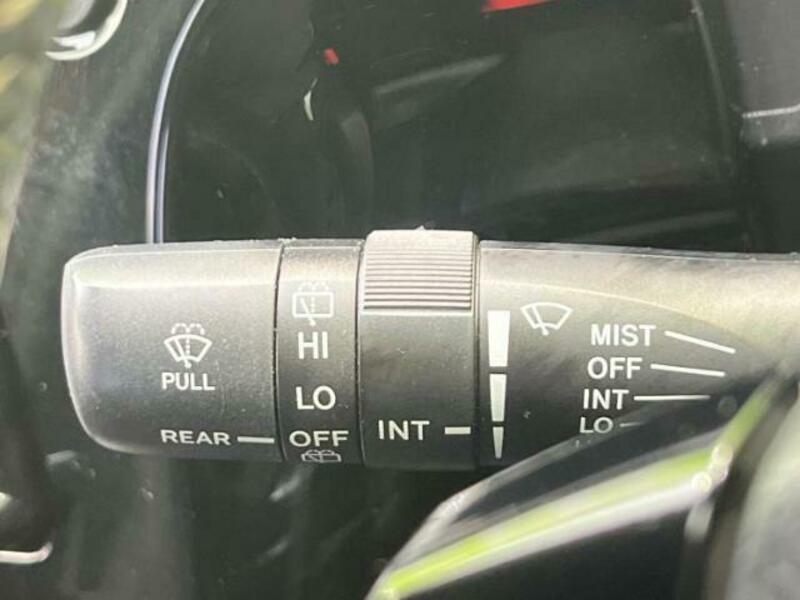 PULL
REAR
HI
LO
OFF
INT
MIST
OFF
INT
LO